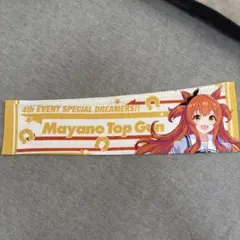 4th EVENT SPECIAL DREAMERS!!
Mayano Top Gun